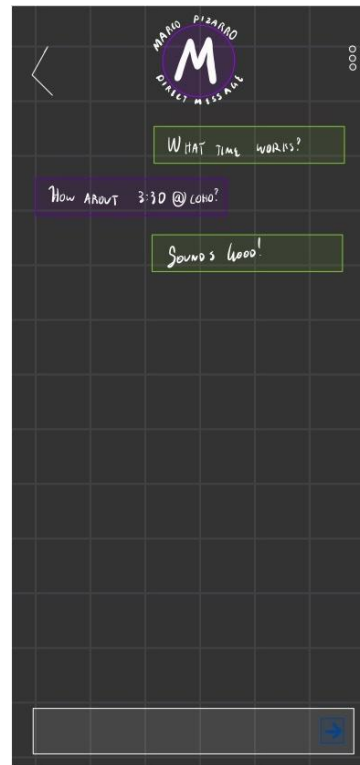 MARCO PIZARRO
M
DIRECT MESSAGE
WHAT TIME WORKS?
HOW ABOUT 3:30 @ COHO?
SOUNDS GOOD!